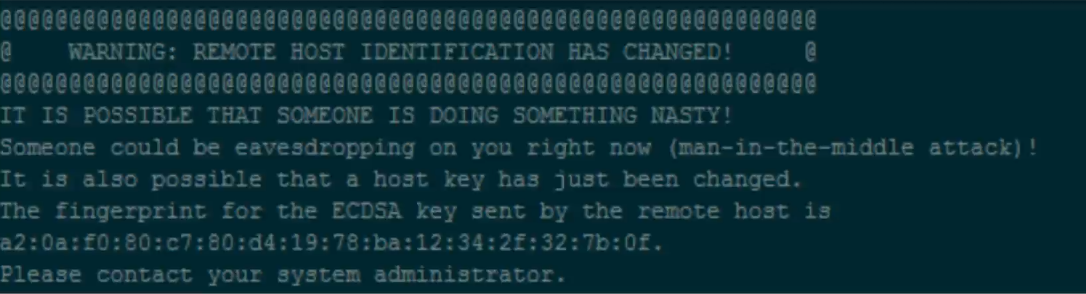 @@@@@@@@@@@@@@@@@@@@@@@@@@@@@@@@@@@@@@@@@@@@@@@@@@@@@@@@@@@
@    WARNING: REMOTE HOST IDENTIFICATION HAS CHANGED!     @
@@@@@@@@@@@@@@@@@@@@@@@@@@@@@@@@@@@@@@@@@@@@@@@@@@@@@@@@@@@
IT IS POSSIBLE THAT SOMEONE IS DOING SOMETHING NASTY!
Someone could be eavesdropping on you right now (man-in-the-middle attack)!
It is also possible that a host key has just been changed.
The fingerprint for the ECDSA key sent by the remote host is
a2:0a:f0:80:c7:80:d4:19:78:ba:12:34:2f:32:7b:0f.
Please contact your system administrator.